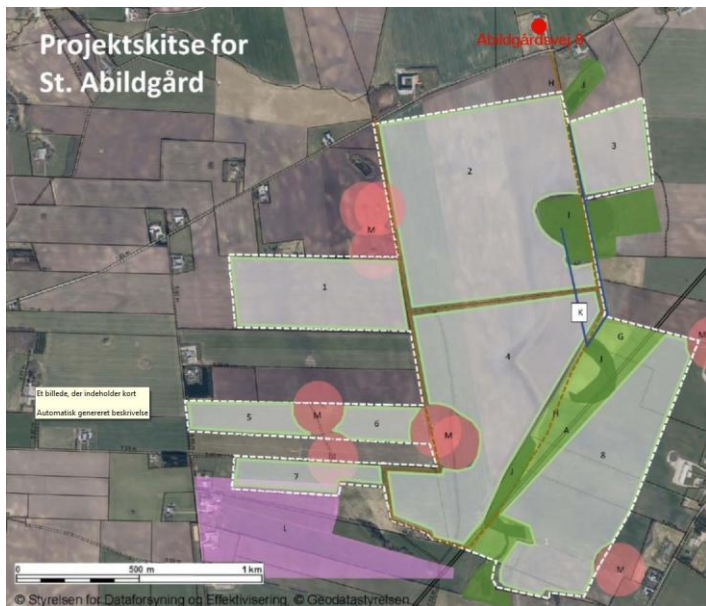 Projektskitse for
St. Abildgård
Abildgårdsvej 8
H
J
2
3
I
M
1
K
M
G
4
I
Et billede, der indeholder kort
Automatisk genereret beskrivelse
5
M
6
M
H
A
M
8
7
J
L
M
0
500 m
1 km
© Styrelsen for Dataforsyning og Effektivisering, © Geodatastyrelsen